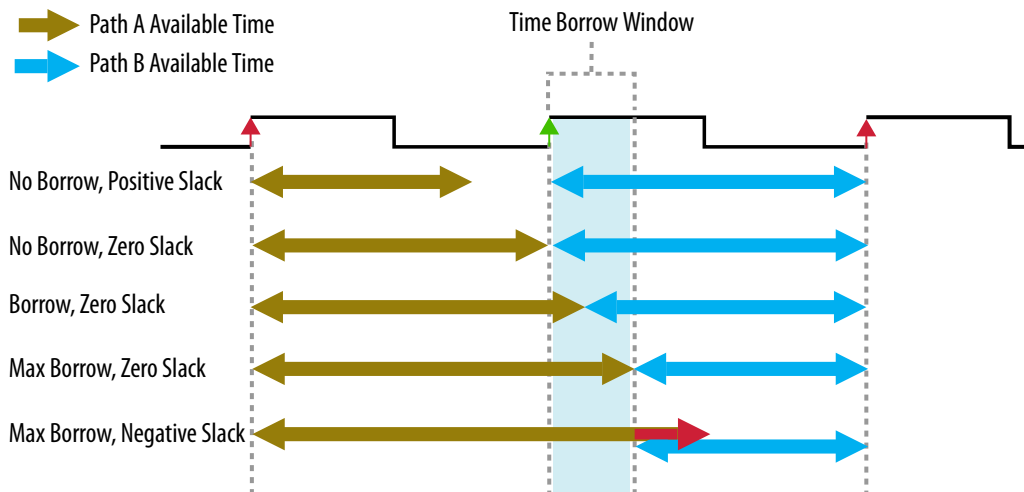 Path A Available Time
Path B Available Time
Time Borrow Window
No Borrow, Positive Slack
No Borrow, Zero Slack
Borrow, Zero Slack
Max Borrow, Zero Slack
Max Borrow, Negative Slack